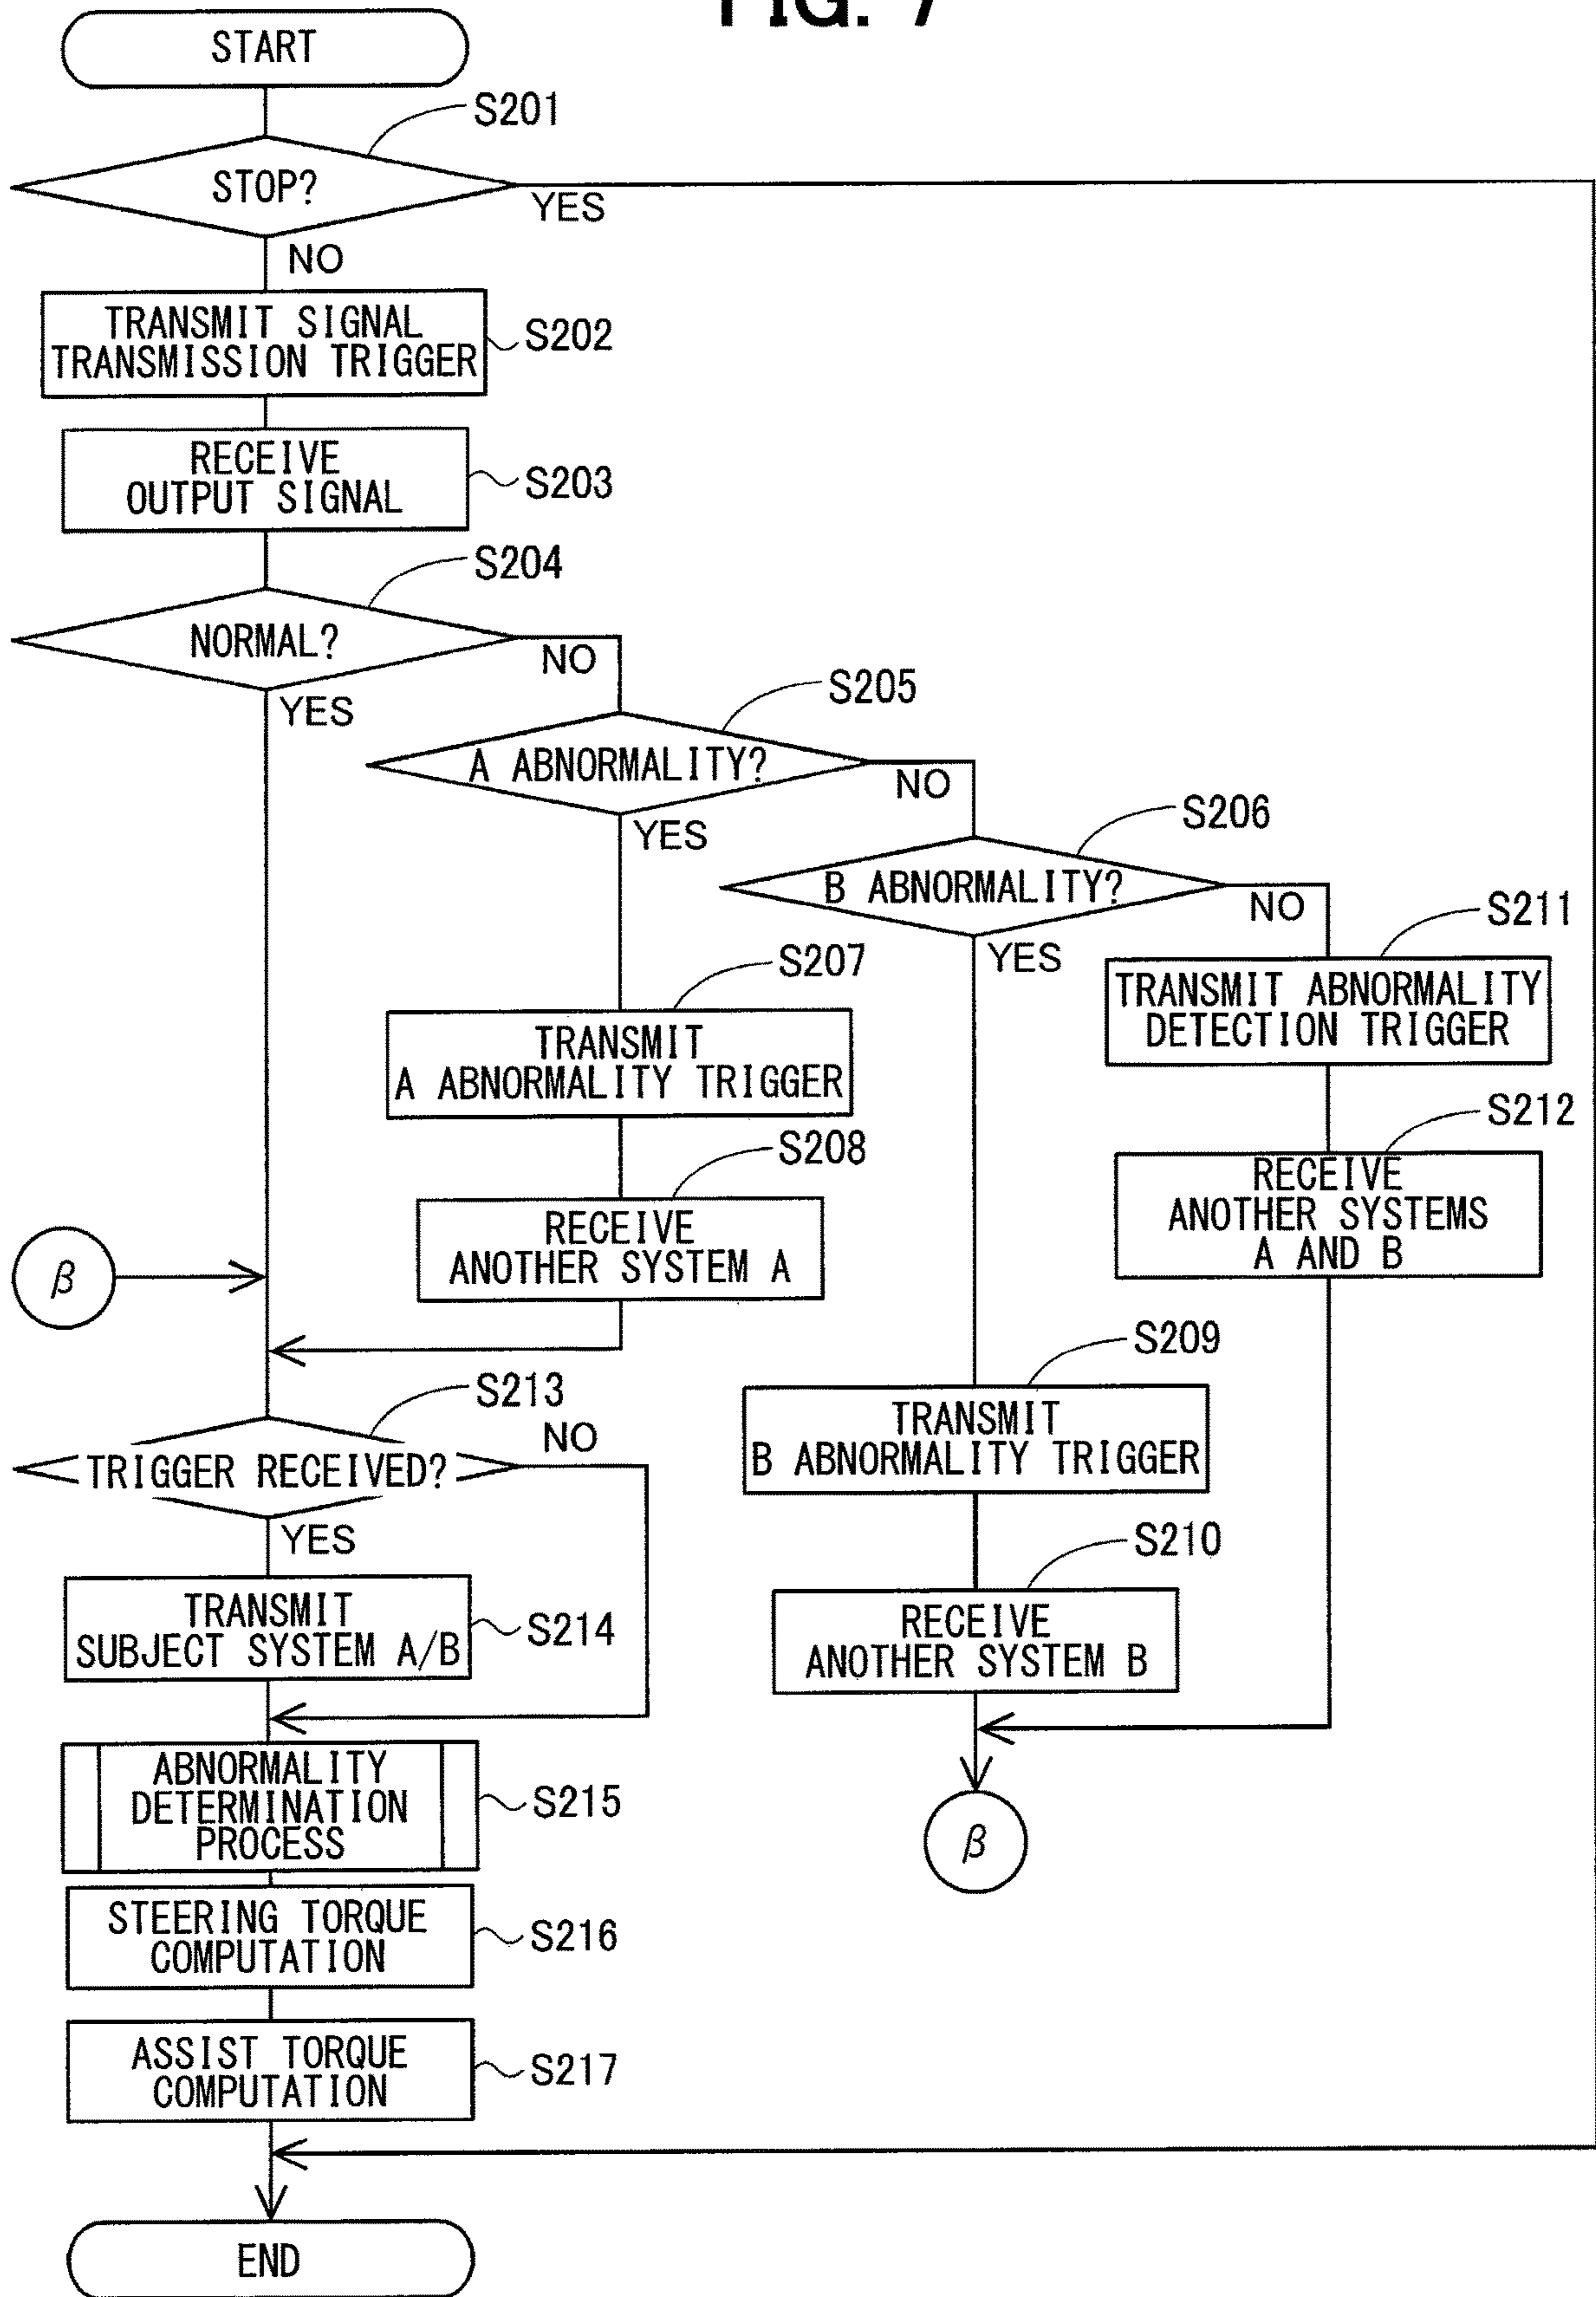 FIG. 7
START
S201
STOP?
YES
NO
TRANSMIT SIGNAL
TRANSMISSION TRIGGER
S202
RECEIVE
OUTPUT SIGNAL
S203
S204
NORMAL?
NO
YES
S205
A ABNORMALITY?
NO
YES
S206
B ABNORMALITY?
NO
YES
S211
TRANSMIT ABNORMALITY
DETECTION TRIGGER
S207
TRANSMIT
A ABNORMALITY TRIGGER
S212
RECEIVE
ANOTHER SYSTEMS
A AND B
S208
RECEIVE
ANOTHER SYSTEM A
β
S209
TRANSMIT
B ABNORMALITY TRIGGER
S213
TRIGGER RECEIVED?
NO
YES
S210
RECEIVE
ANOTHER SYSTEM B
TRANSMIT
SUBJECT SYSTEM A/B
S214
β
ABNORMALITY
DETERMINATION
PROCESS
S215
STEERING TORQUE
COMPUTATION
S216
ASSIST TORQUE
COMPUTATION
S217
END